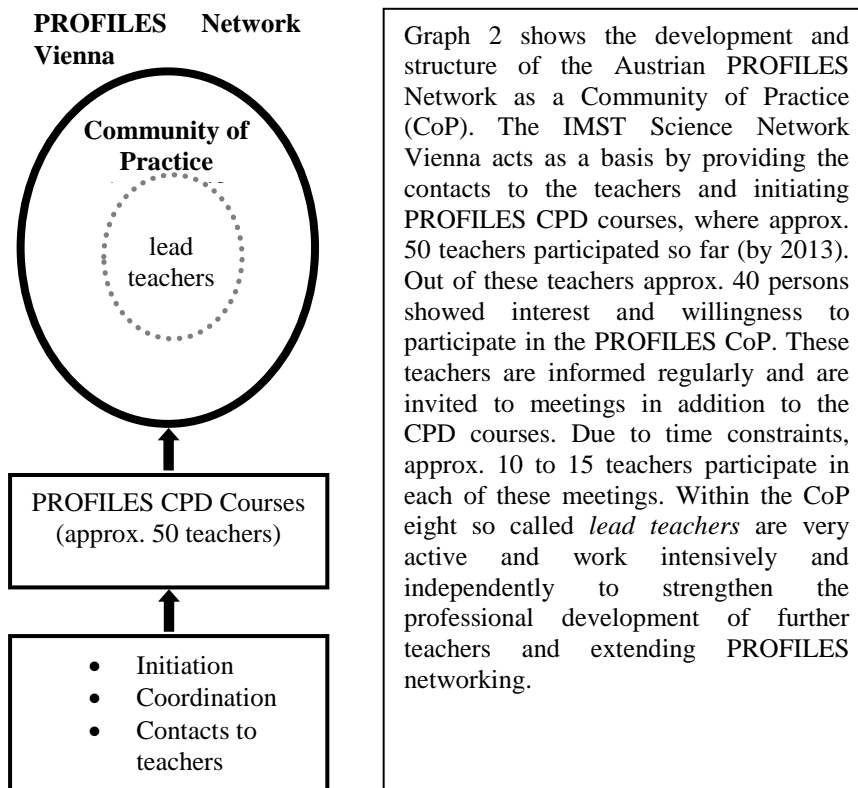 PROFILES Network
Vienna
Community of
Practice
lead
teachers
PROFILES CPD Courses
(approx. 50 teachers)
• Initiation
• Coordination
• Contacts to
teachers
Graph 2 shows the development and
structure of the Austrian PROFILES
Network as a Community of Practice
(CoP). The IMST Science Network
Vienna acts as a basis by providing the
contacts to the teachers and initiating
PROFILES CPD courses, where approx.
50 teachers participated so far (by 2013).
Out of these teachers approx. 40 persons
showed interest and willingness to
participate in the PROFILES CoP. These
teachers are informed regularly and are
invited to meetings in addition to the
CPD courses. Due to time constraints,
approx. 10 to 15 teachers participate in
each of these meetings. Within the CoP
eight so called lead teachers are very
active and work intensively and
independently to strengthen the
professional development of further
teachers and extending PROFILES
networking.